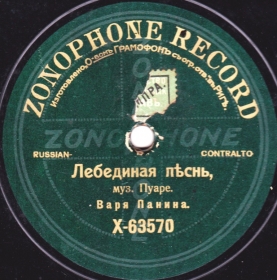 ZONOPHONE RECORD
Изготовлено О-вомъ ГРАМОФОНЪ съ огр. отв. въ РИГѢ.
ПРА.
ZONOPHONE
RUSSIAN- CONTRALTO
Лебединая пѣснь,
муз. Пуаре.
Варя Панина.
X-63570